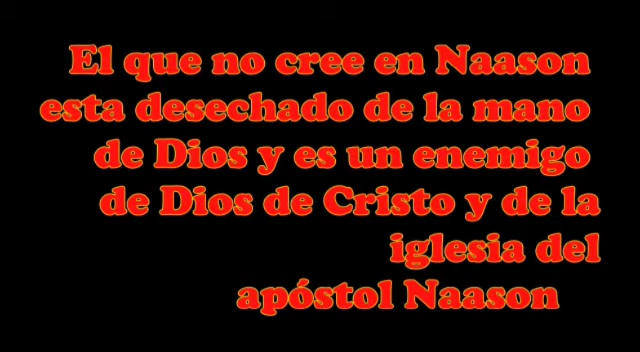 El que no cree en Naason
esta desechado de la mano
de Dios y es un enemigo
de Dios de Cristo y de la
iglesia del
apóstol Naason